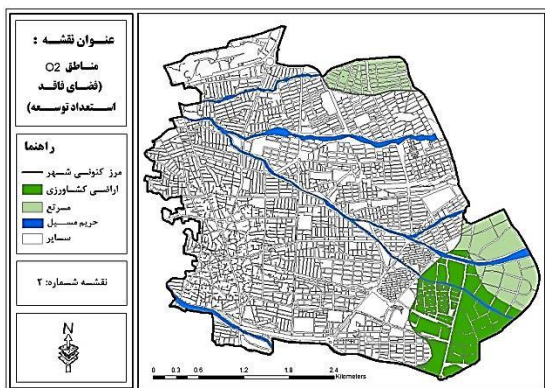 عنوان نقشه :
مناطق O2
(فضای فاقد
استعداد توسعه)
راهنما
مرز کنونی شهر
اراضی کشاورزی
مرتع
حریم مسیل
سایر
نقشه شماره: ۲
N
0 0.3 0.6 1.2 1.8 2.4
Kilometers